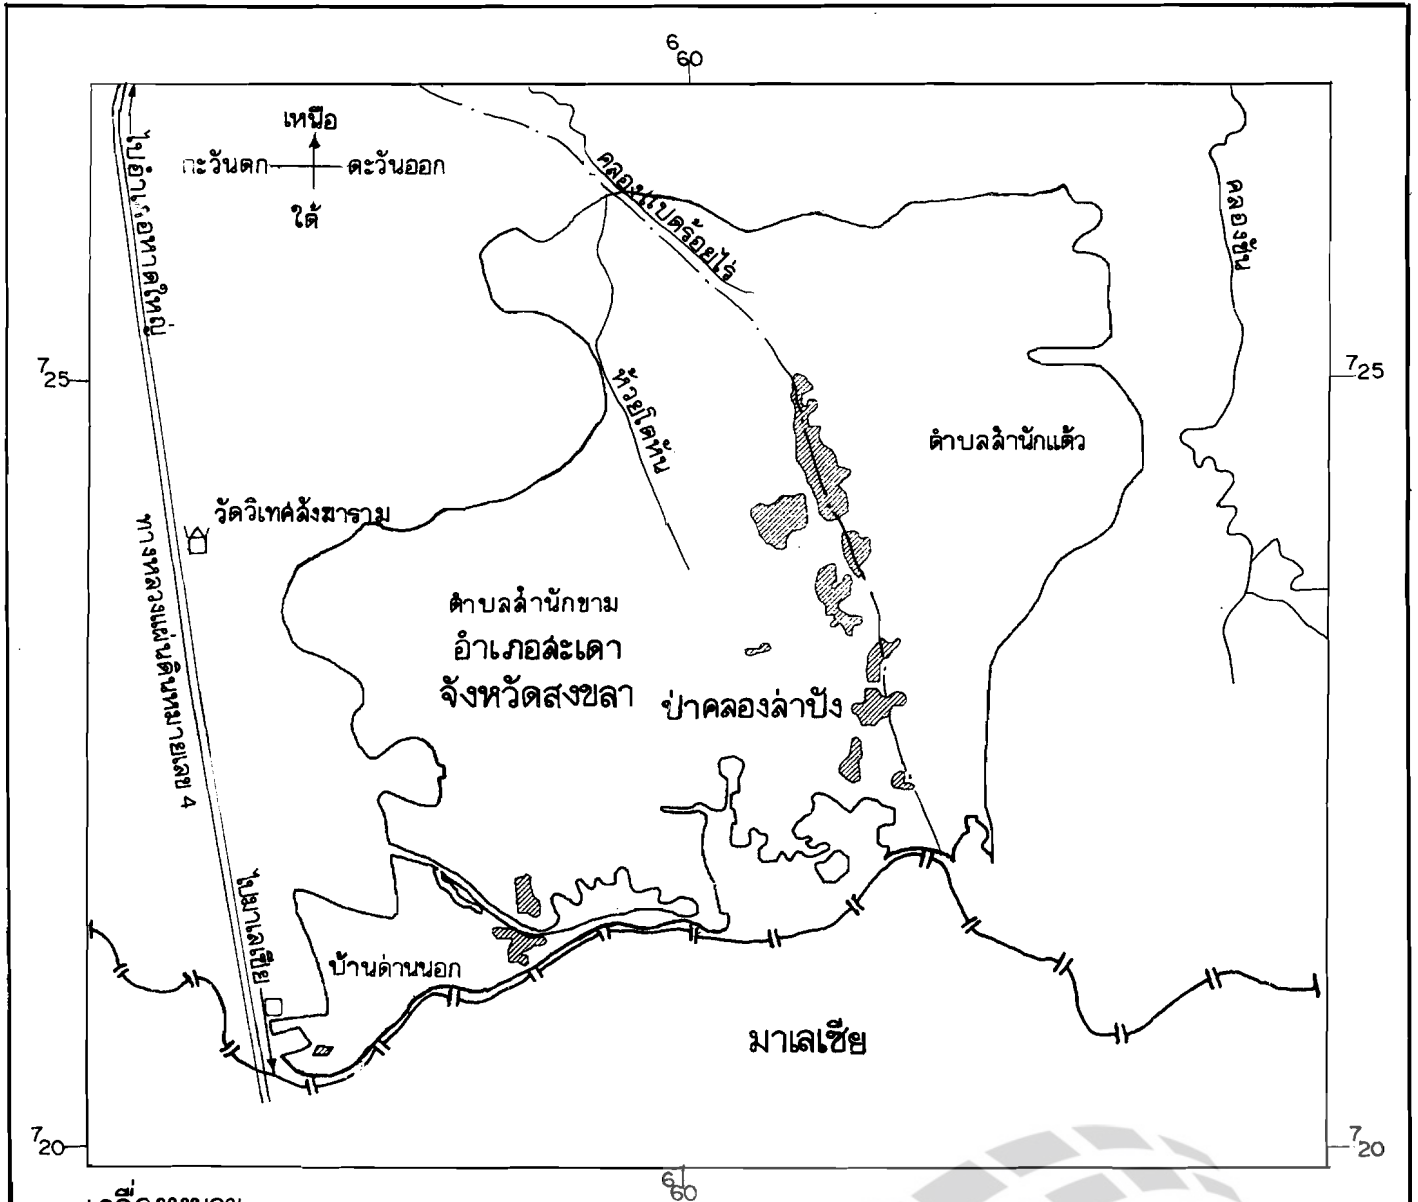 6 60
เหนือ
ตะวันตก
ตะวันออก
ใต้
ไปอำเภอหาดใหญ่
คลองแปดร้อยไร่
คลองขัน
7 25
7 25
ห้วยโตหัน
ตำบลสำนักแต้ว
วัดวิเทศสังฆาราม
ทางหลวงแผ่นดินหมายเลข 4
ตำบลสำนักขาม
อำเภอสะเดา
จังหวัดสงขลา
ป่าคลองล่าปัง
ไปมาเลเซีย
บ้านด่านนอก
มาเลเซีย
7 20
7 20
6 60